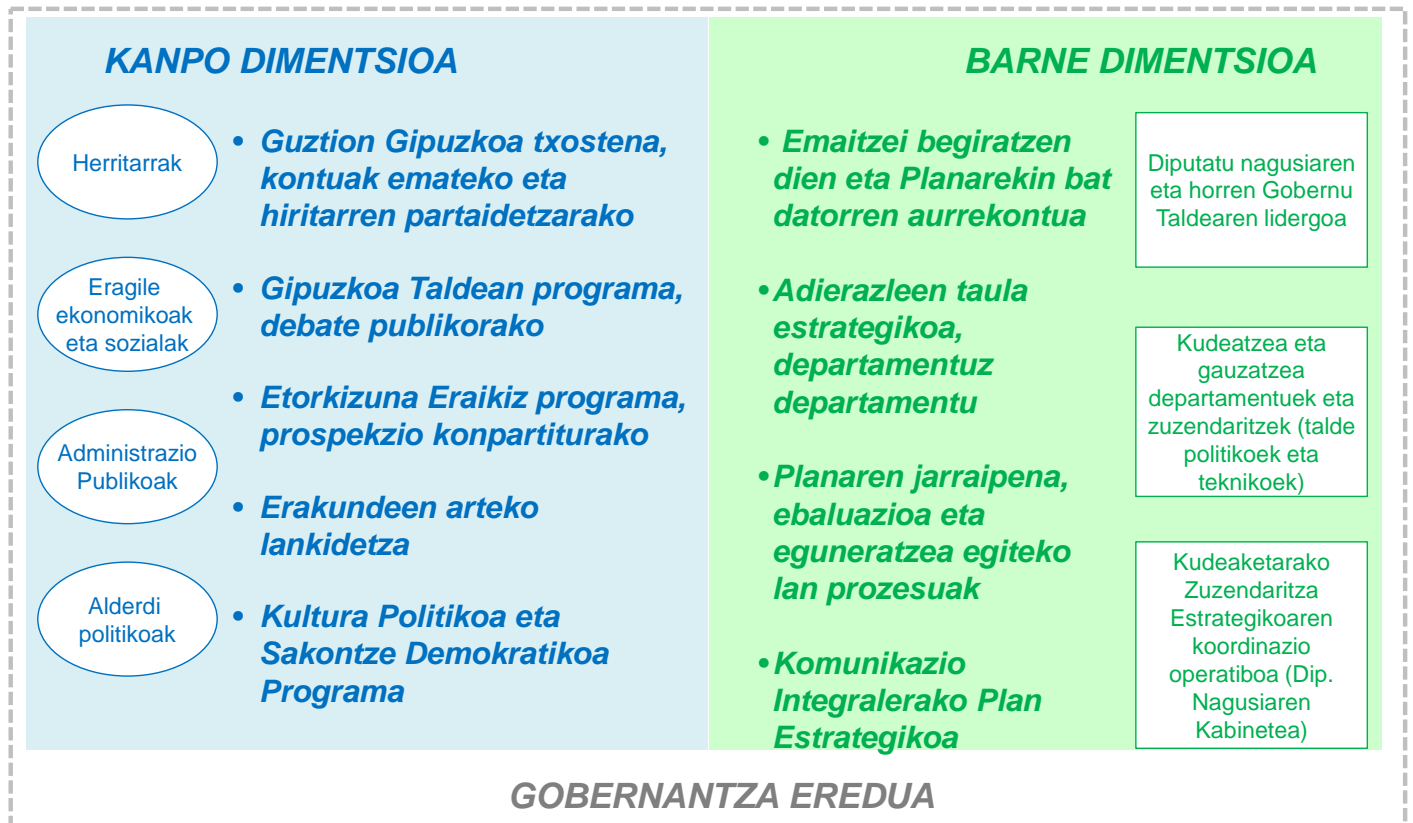 KANPO DIMENTSIOA
Herritarrak
Eragile
ekonomikoak
eta sozialak
Administrazio
Publikoak
Alderdi
politikoak
• Guztion Gipuzkoa txostena,
kontuak emateko eta
hiritarren partaidetzarako
• Gipuzkoa Taldean programa,
debate publikorako
• Etorkizuna Eraikiz programa,
prospekzio konpartiturako
• Erakundeen arteko
lankidetza
• Kultura Politikoa eta
Sakontze Demokratikoa
Programa
BARNE DIMENTSIOA
• Emaitzei begiratzen
dien eta Planarekin bat
datorren aurrekontua
•Adierazleen taula
estrategikoa,
departamentuz
departamentu
•Planaren jarraipena,
ebaluazioa eta
eguneratzea egiteko
lan prozesuak
•Komunikazio
Integralerako Plan
Estrategikoa
Diputatu nagusiaren
eta horren Gobernu
Taldearen lidergoa
Kudeatzea eta
gauzatzea
departamentuek eta
zuzendaritzek (talde
politikoek eta
teknikoek)
Kudeaketarako
Zuzendaritza
Estrategikoaren
koordinazio
operatiboa (Dip.
Nagusiaren
Kabinetea)
GOBERNANTZA EREDUA